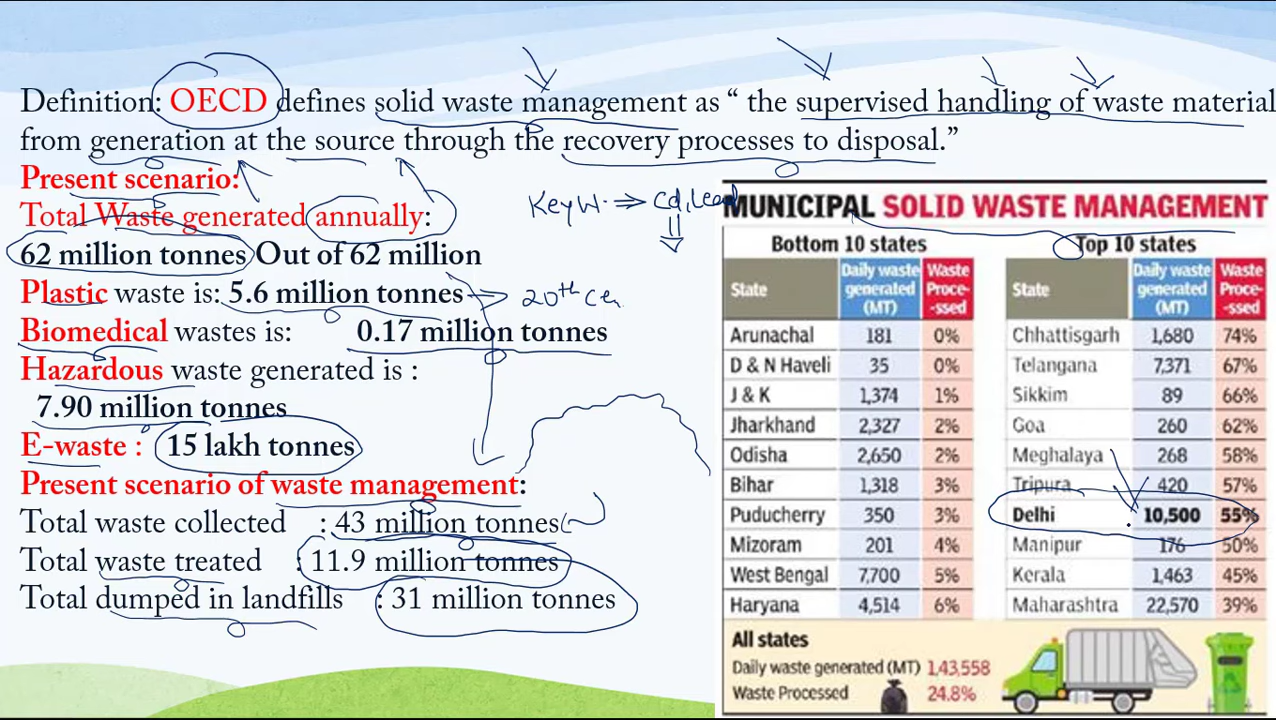 Definition: OECD defines solid waste management as “ the supervised handling of waste material
from generation at the source through the recovery processes to disposal.”
Present scenario:
Total Waste generated annually:
62 million tonnes Out of 62 million
Plastic waste is: 5.6 million tonnes
Biomedical wastes is: 0.17 million tonnes
Hazardous waste generated is :
7.90 million tonnes
E-waste : 15 lakh tonnes
Present scenario of waste management:
Total waste collected : 43 million tonnes
Total waste treated : 11.9 million tonnes
Total dumped in landfills : 31 million tonnes
Key W. ⇒ Cd, Lead
20th Cen.
MUNICIPAL SOLID WASTE MANAGEMENT
Bottom 10 states
State Daily waste generated (MT) Waste Proce-ssed
Arunachal 181 0%
D & N Haveli 35 0%
J & K 1,374 1%
Jharkhand 2,327 2%
Odisha 2,650 2%
Bihar 1,318 3%
Puducherry 350 3%
Mizoram 201 4%
West Bengal 7,700 5%
Haryana 4,514 6%
Top 10 states
State Daily waste generated (MT) Waste Proce-ssed
Chhattisgarh 1,680 74%
Telangana 7,371 67%
Sikkim 89 66%
Goa 260 62%
Meghalaya 268 58%
Tripura 420 57%
Delhi 10,500 55%
Manipur 176 50%
Kerala 1,463 45%
Maharashtra 22,570 39%
All states
Daily waste generated (MT) 1,43,558
Waste Processed 24.8%